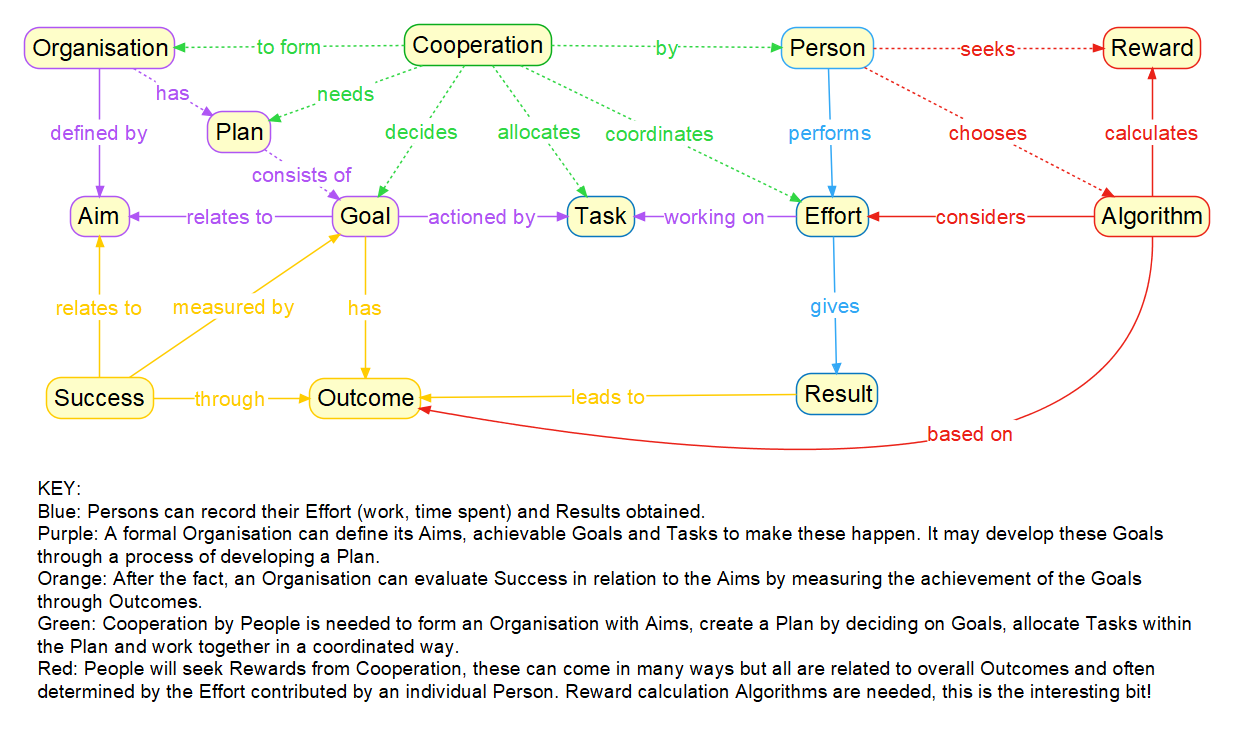 Organisation
to form
Cooperation
by
Person
seeks
Reward
has
needs
defined by
Plan
decides
allocates
coordinates
performs
chooses
calculates
consists of
Aim
relates to
Goal
actioned by
Task
working on
Effort
considers
Algorithm
relates to
measured by
has
gives
Success
through
Outcome
leads to
Result
based on
KEY:
Blue: Persons can record their Effort (work, time spent) and Results obtained.
Purple: A formal Organisation can define its Aims, achievable Goals and Tasks to make these happen. It may develop these Goals
through a process of developing a Plan.
Orange: After the fact, an Organisation can evaluate Success in relation to the Aims by measuring the achievement of the Goals
through Outcomes.
Green: Cooperation by People is needed to form an Organisation with Aims, create a Plan by deciding on Goals, allocate Tasks within
the Plan and work together in a coordinated way.
Red: People will seek Rewards from Cooperation, these can come in many ways but all are related to overall Outcomes and often
determined by the Effort contributed by an individual Person. Reward calculation Algorithms are needed, this is the interesting bit!